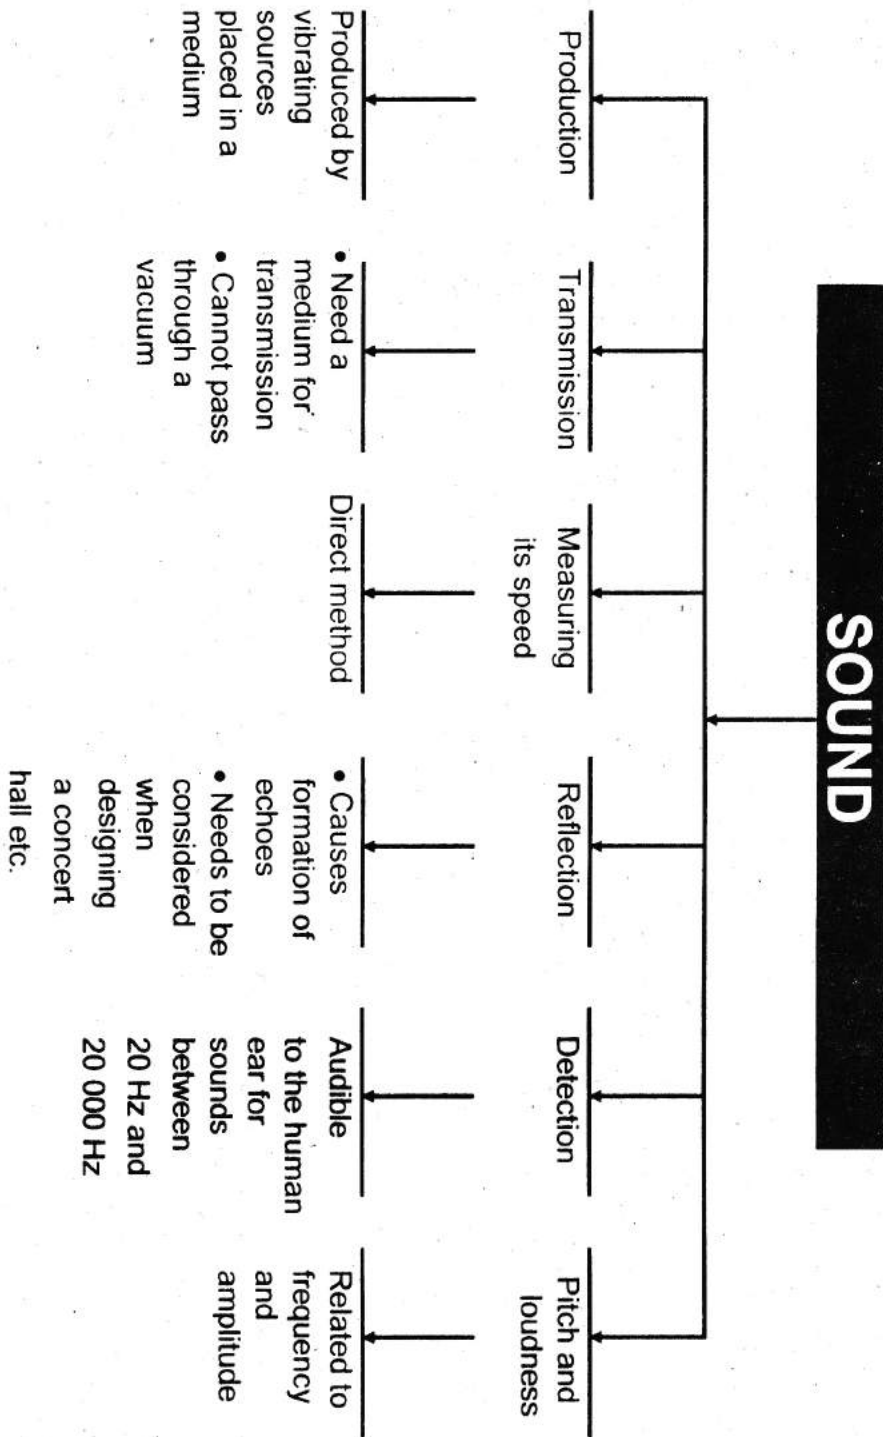 SOUND
Production
Transmission
Measuring
its speed
Reflection
Detection
Pitch and
loudness
Produced by
vibrating
sources
placed in a
medium
• Need a
medium for
transmission
• Cannot pass
through a
vacuum
Direct method
• Causes
formation of
echoes
• Needs to be
considered
when
designing
a concert
hall etc.
Audible
to the human
ear for
sounds
between
20 Hz and
20 000 Hz
Related to
frequency
and
amplitude